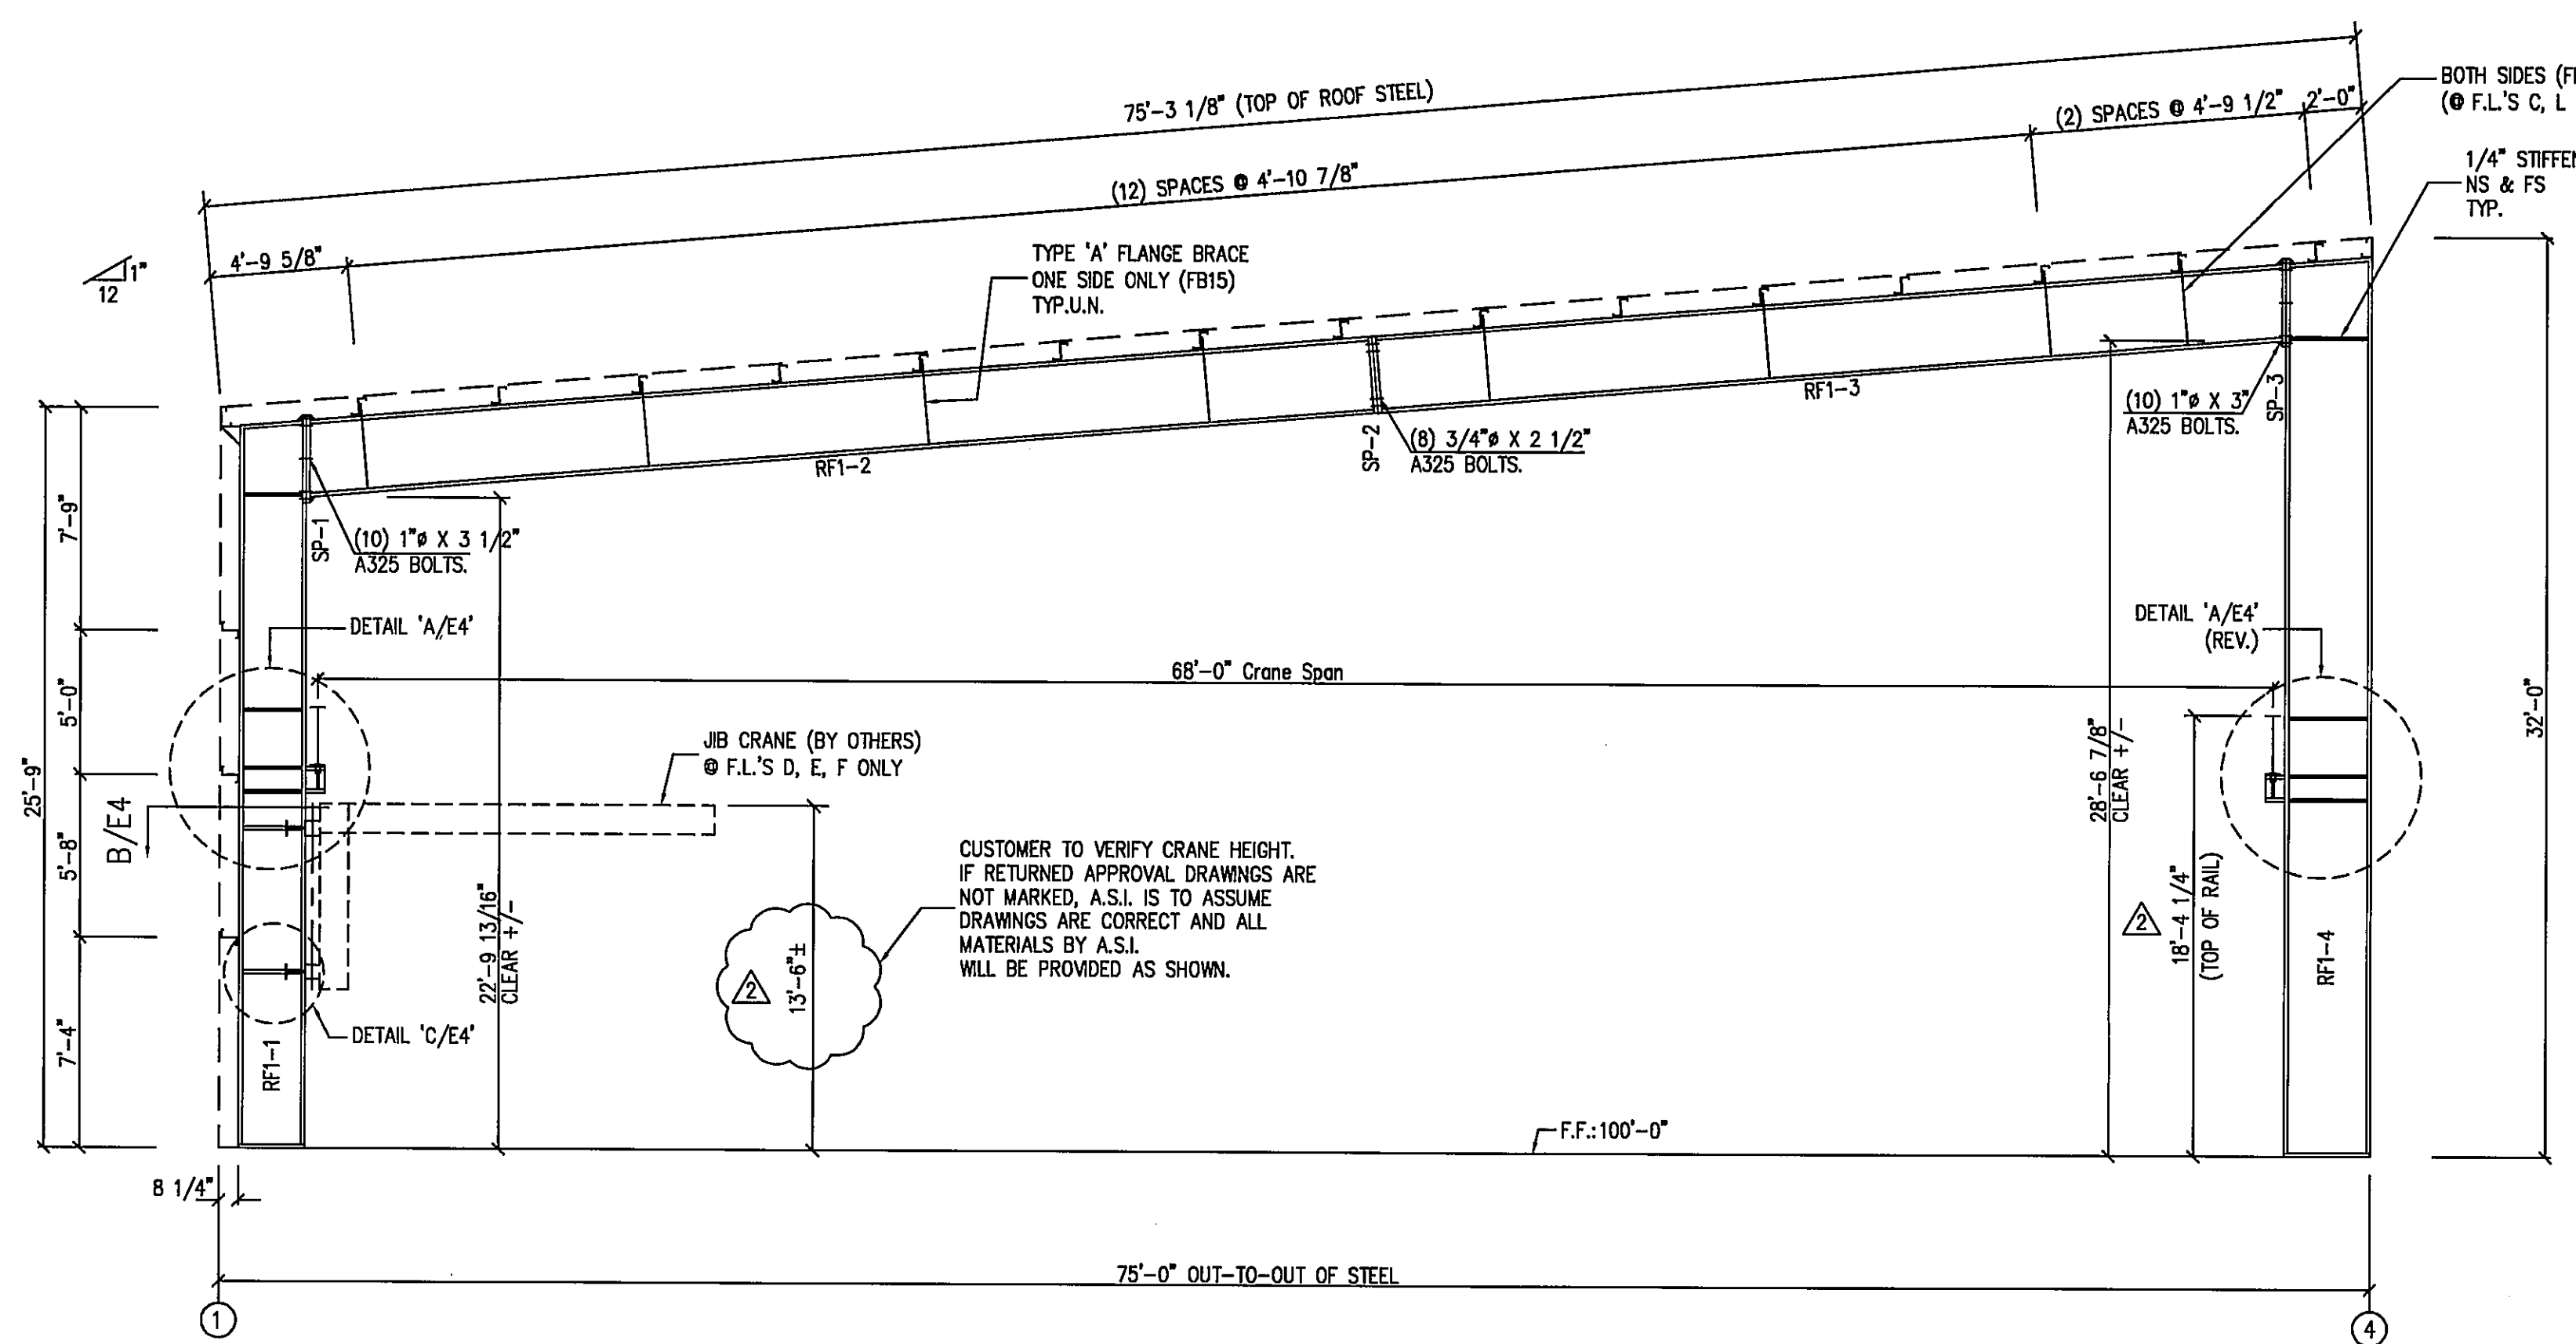 75'-3 1/8" (TOP OF ROOF STEEL)
(2) SPACES @ 4'-9 1/2"
2'-0"
BOTH SIDES
(@ F.L.'S C, L
(12) SPACES @ 4'-10 7/8"
1/4"
NS & FS
TYP.
4'-9 5/8"
1"
12
TYPE 'A' FLANGE BRACE
ONE SIDE ONLY (FB15)
TYP.U.N.
RF1-2
RF1-3
SP-1
(10) 1"ø X 3 1/2"
A325 BOLTS.
SP-2
(8) 3/4"ø X 2 1/2"
A325 BOLTS.
(10) 1"ø X 3"
A325 BOLTS.
SP-3
7'-9"
5'-0"
5'-8"
7'-4"
25'-9"
DETAIL 'A/E4'
DETAIL 'A/E4'
(REV.)
68'-0" Crane Span
JIB CRANE (BY OTHERS)
@ F.L.'S D, E, F ONLY
B/E4
CUSTOMER TO VERIFY CRANE HEIGHT.
IF RETURNED APPROVAL DRAWINGS ARE
NOT MARKED, A.S.I. IS TO ASSUME
DRAWINGS ARE CORRECT AND ALL
MATERIALS BY A.S.I.
WILL BE PROVIDED AS SHOWN.
22'-9 13/16"
CLEAR +/-
2
13'-6"±
28'-6 7/8"
CLEAR +/-
2
18'-4 1/4"
(TOP OF RAIL)
32'-0"
DETAIL 'C/E4'
RF1-1
RF1-4
F.F.:100'-0"
8 1/4"
75'-0" OUT-TO-OUT OF STEEL
1
4